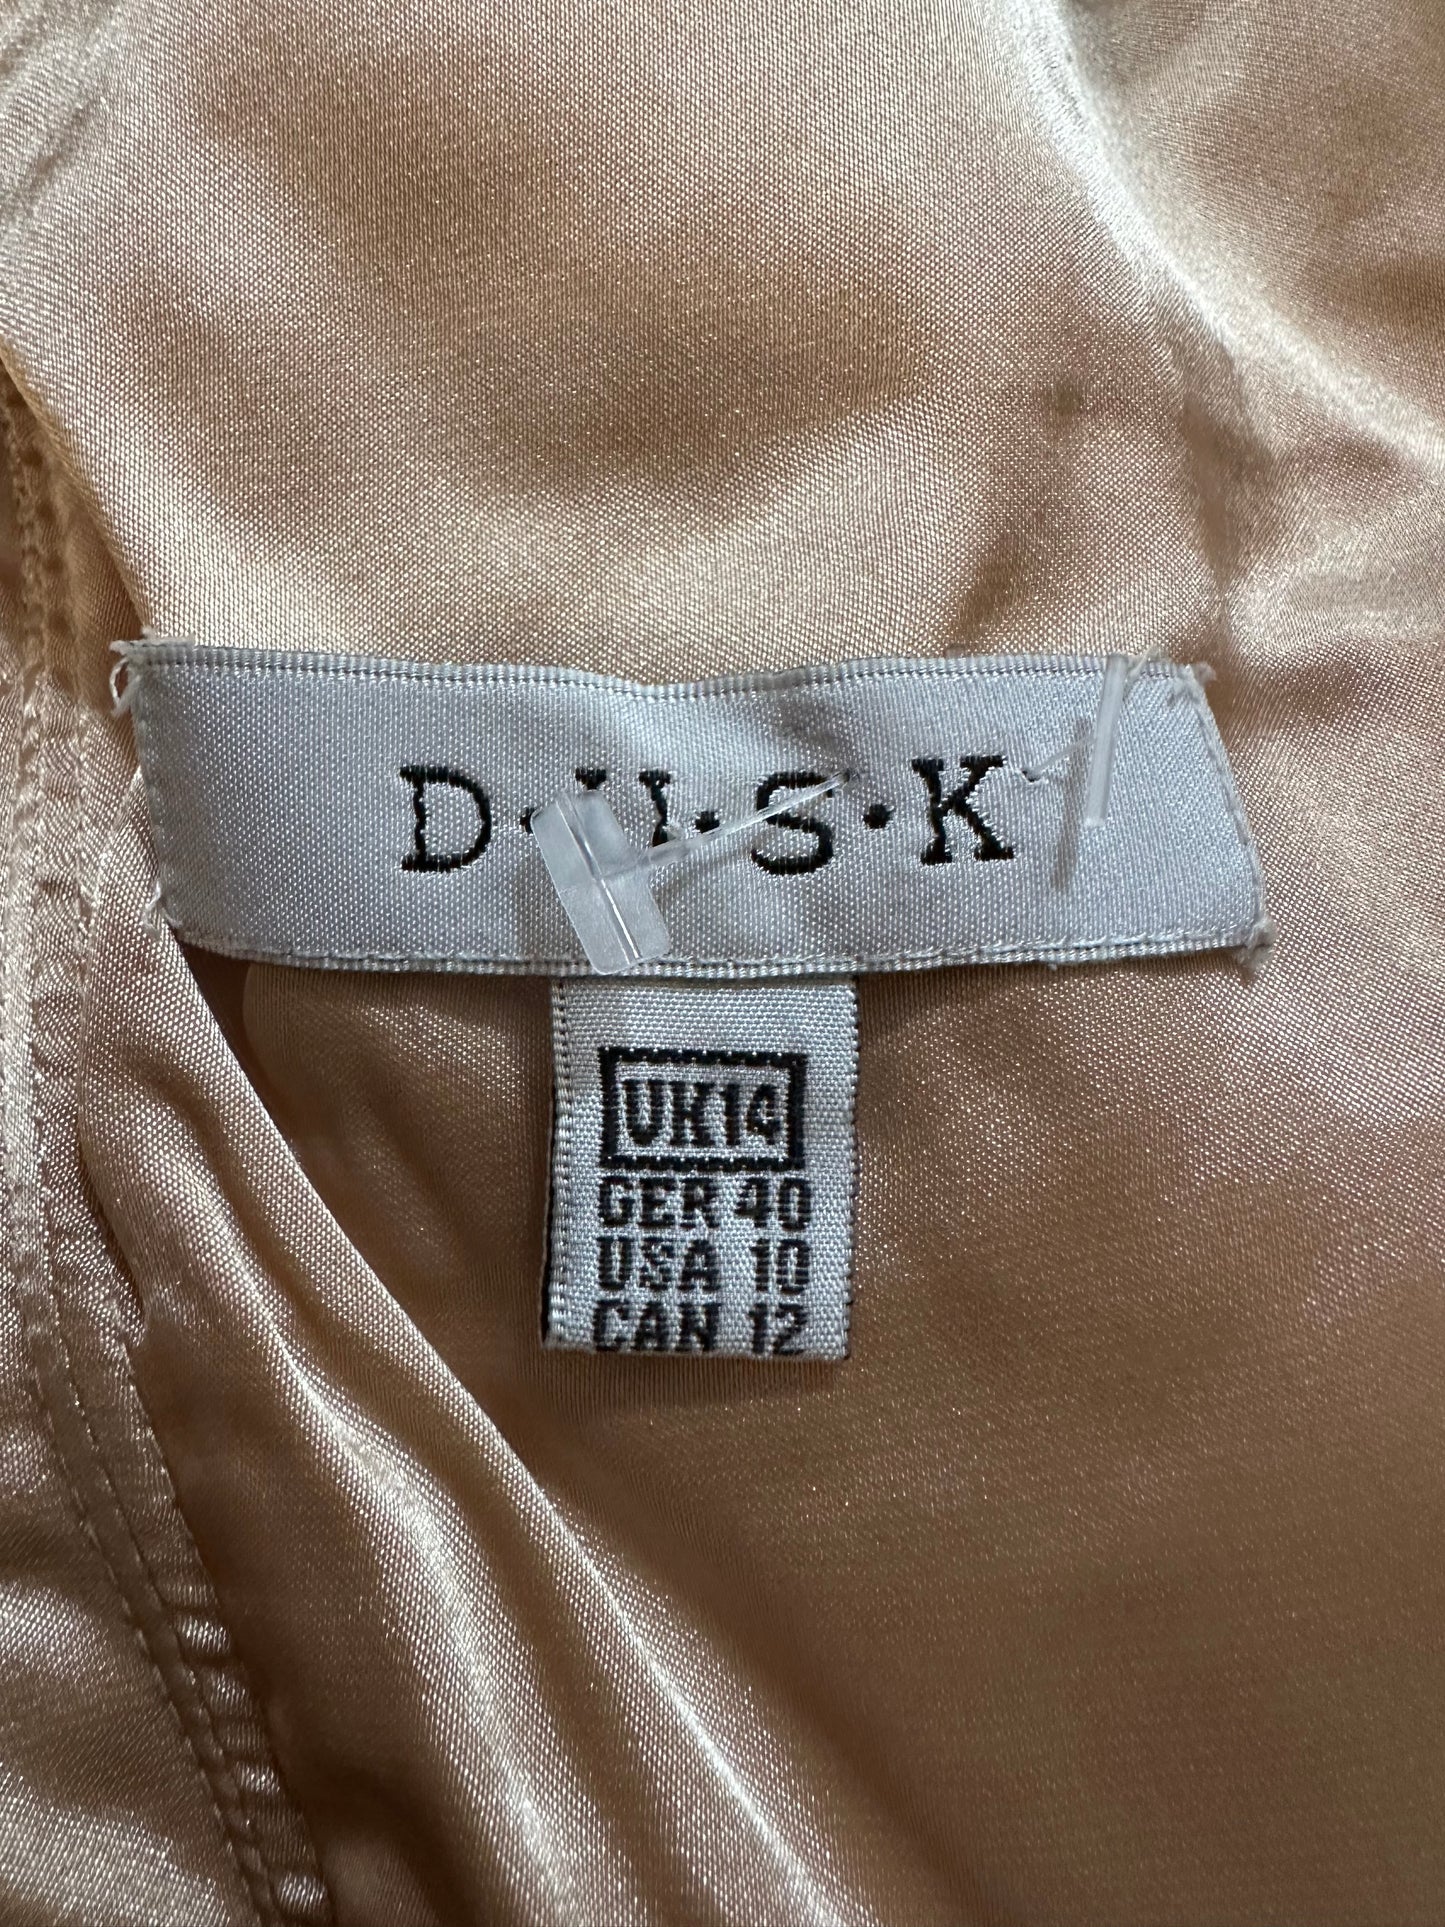 D·U·S·K
UK14
GER 40
USA 10
CAN 12